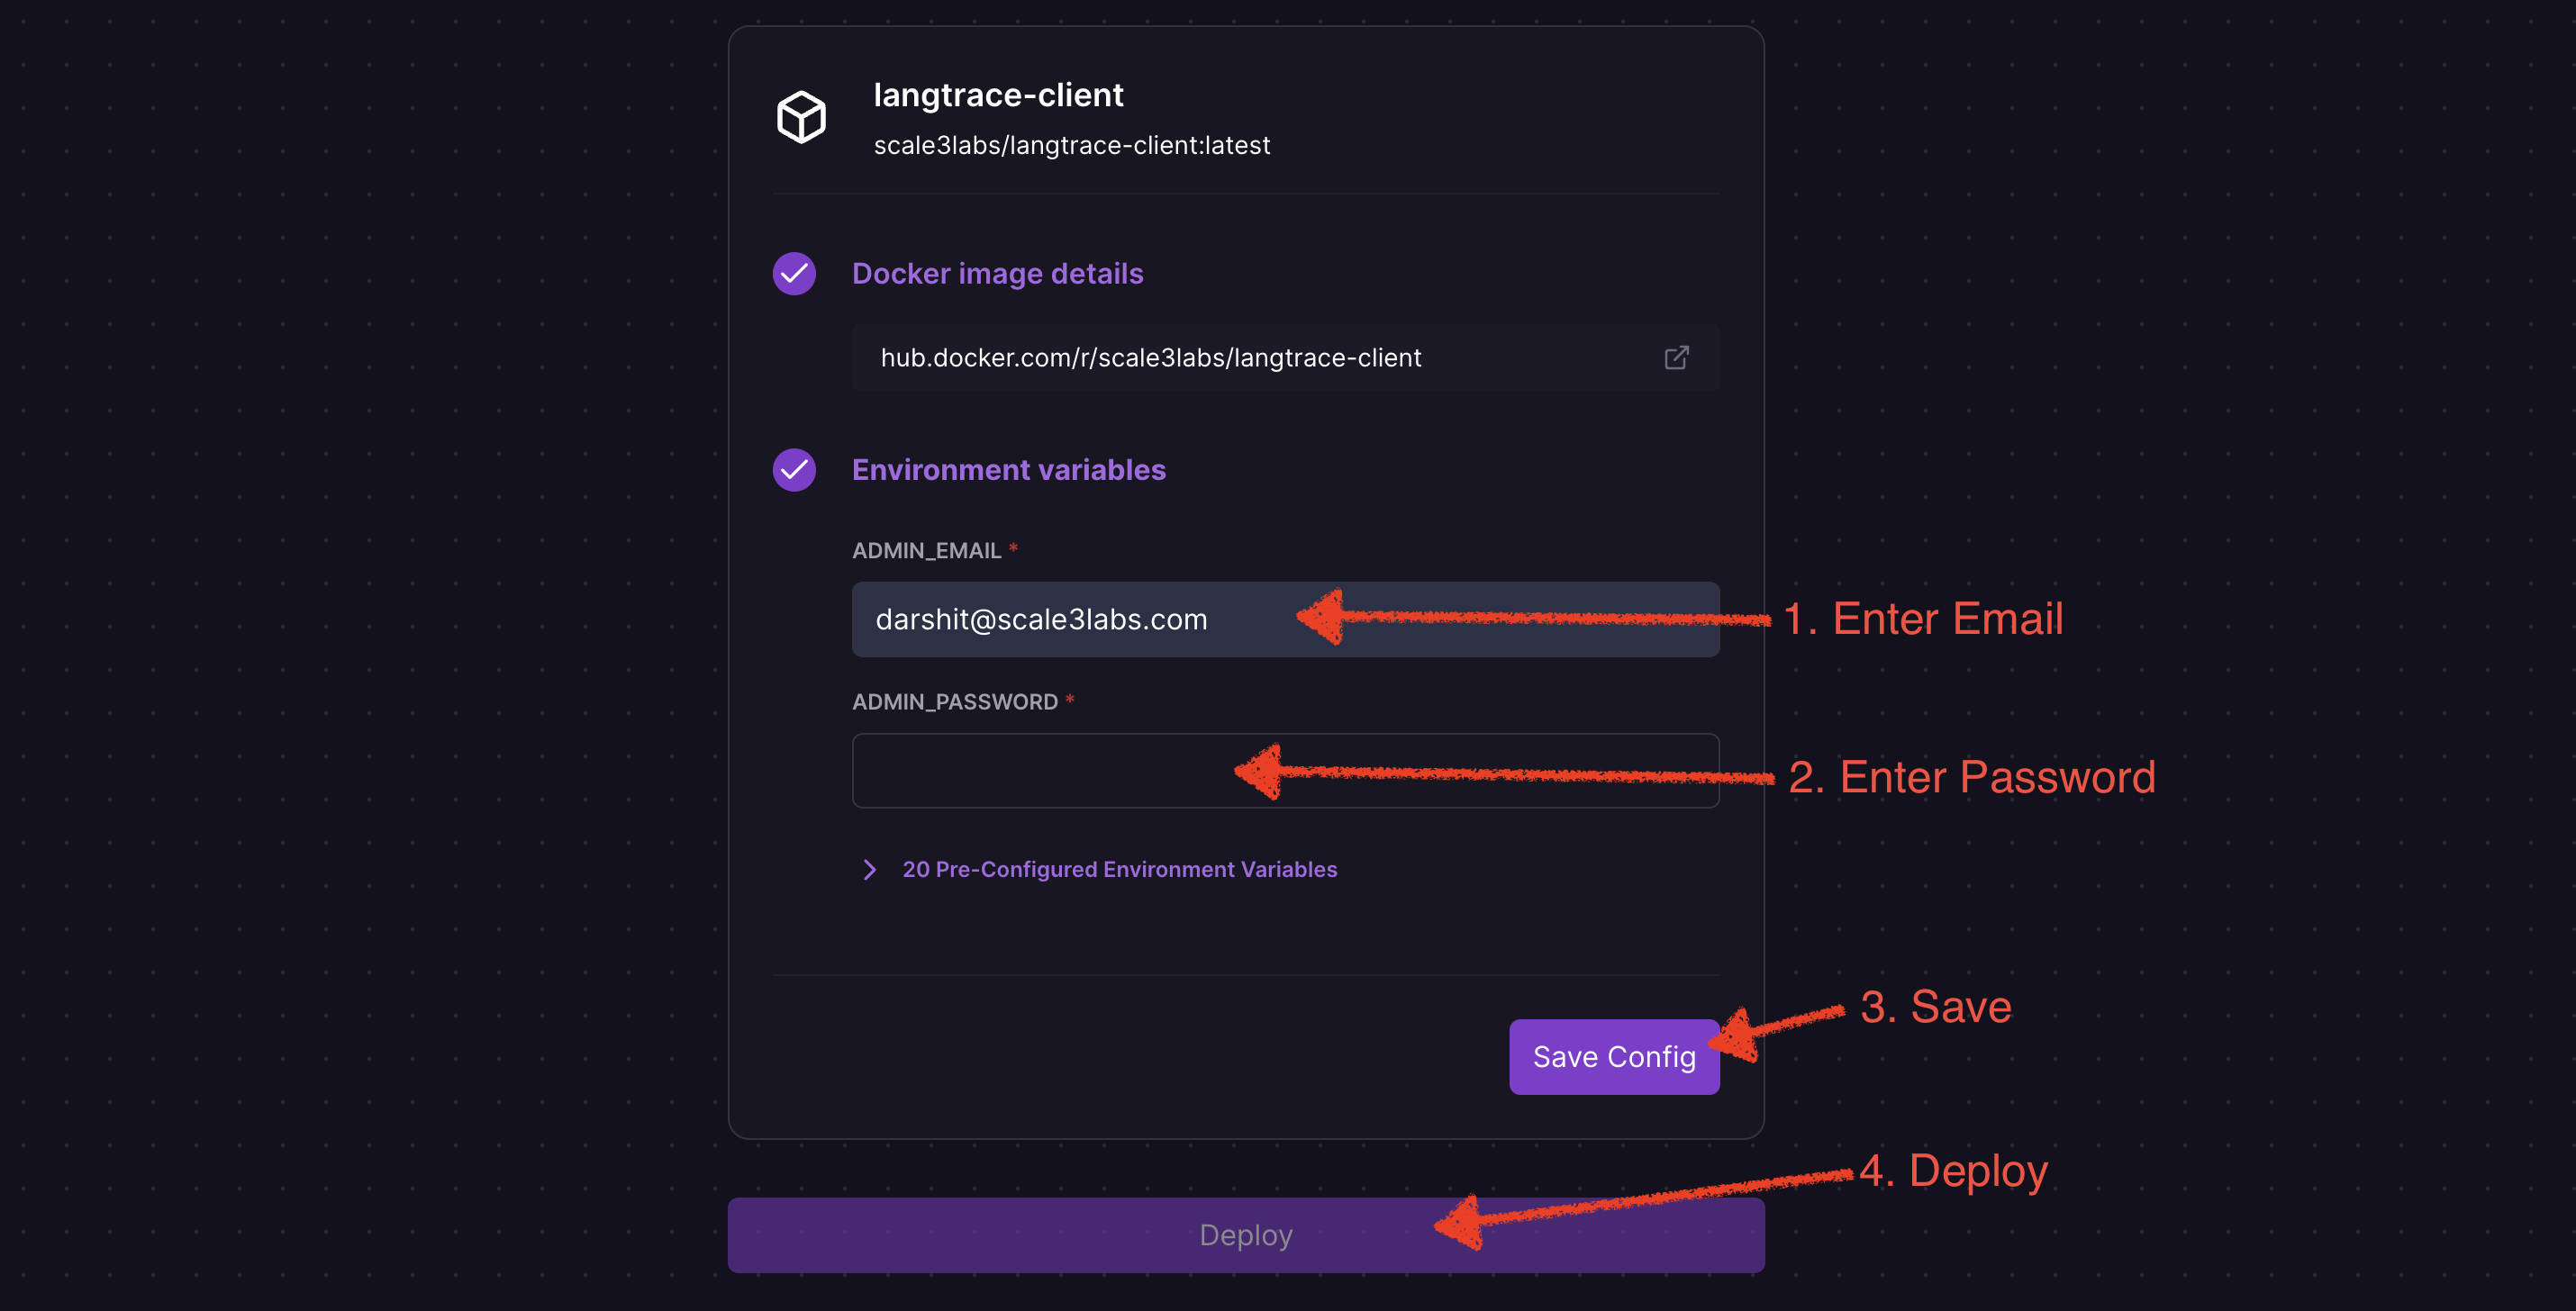 langtrace-client
scale3labs/langtrace-client:latest
Docker image details
hub.docker.com/r/scale3labs/langtrace-client
Environment variables
ADMIN_EMAIL *
darshit@scale3labs.com
1. Enter Email
ADMIN_PASSWORD *
2. Enter Password
20 Pre-Configured Environment Variables
3. Save
Save Config
4. Deploy
Deploy